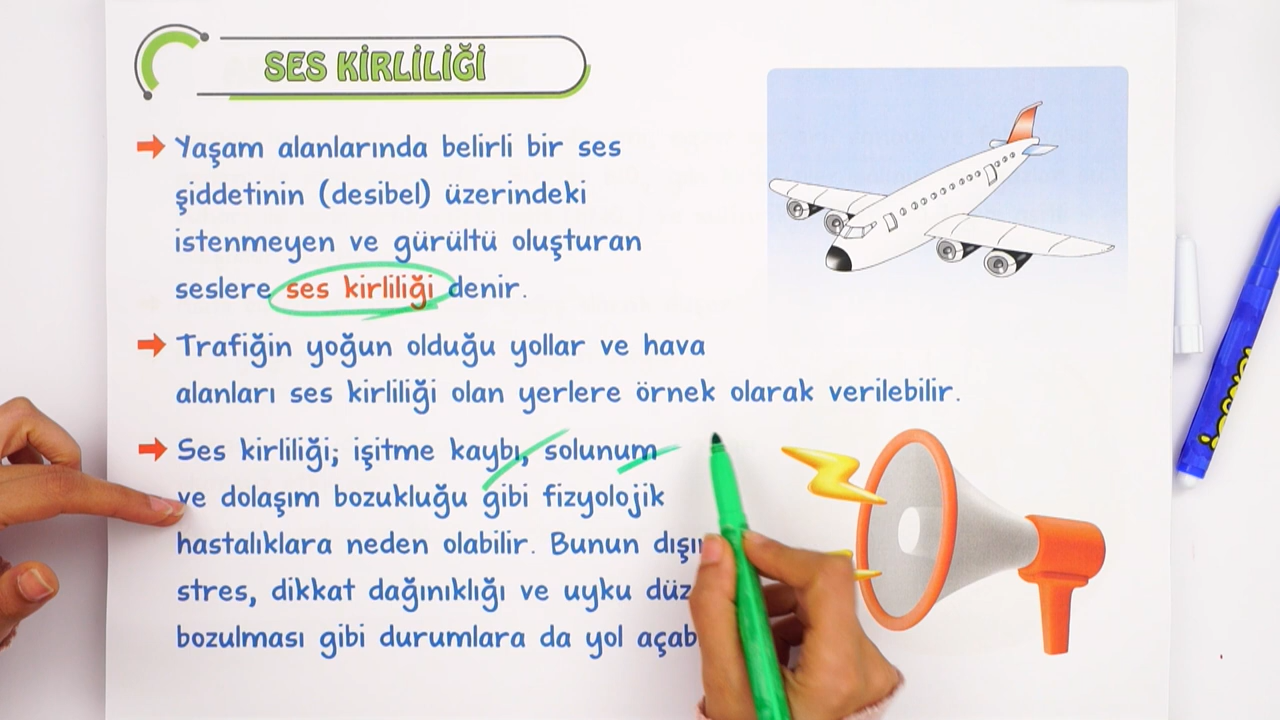 SES KİRLİLİĞİ
Yaşam alanlarında belirli bir ses
şiddetinin (desibel) üzerindeki
istenmeyen ve gürültü oluşturan
seslere ses kirliliği denir.
Trafiğin yoğun olduğu yollar ve hava
alanları ses kirliliği olan yerlere örnek olarak verilebilir.
Ses kirliliği; işitme kaybı, solunum
ve dolaşım bozukluğu gibi fizyolojik
hastalıklara neden olabilir. Bunun
stres, dikkat dağınıklığı ve uyku
bozulması gibi durumlara da yol